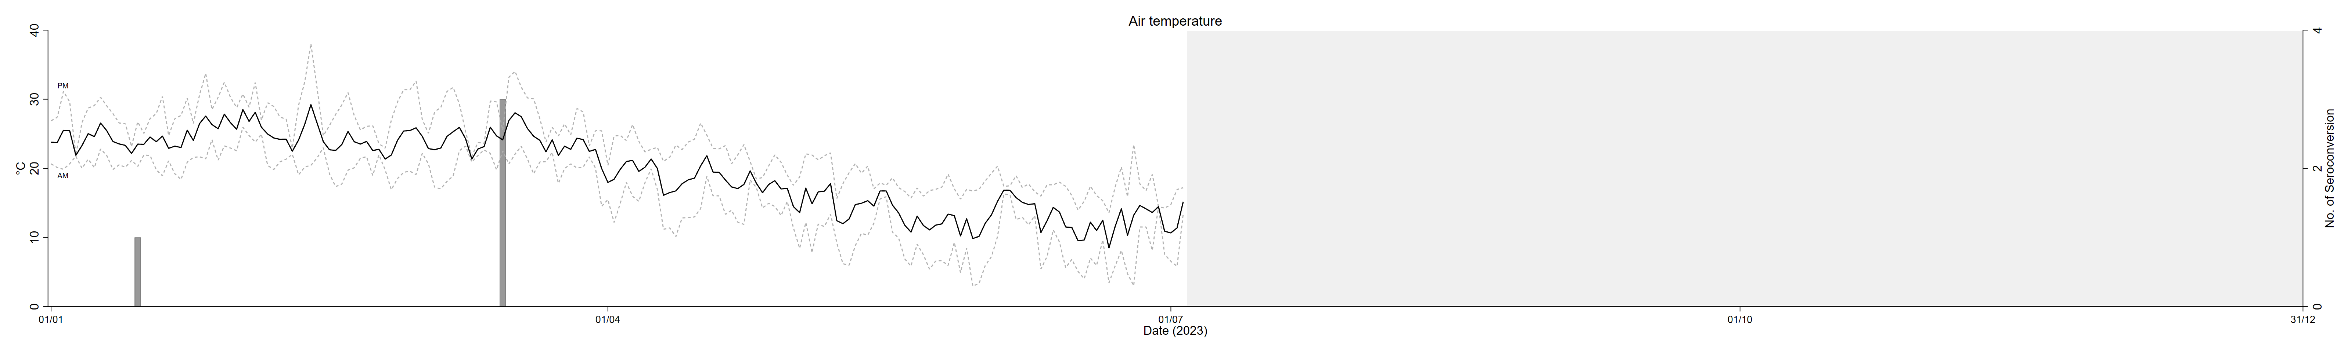 Air temperature
40
30
20
10
0
°C
PM
AM
4
2
0
No. of Seroconversion
01/01
01/04
01/07
01/10
31/12
Date (2023)